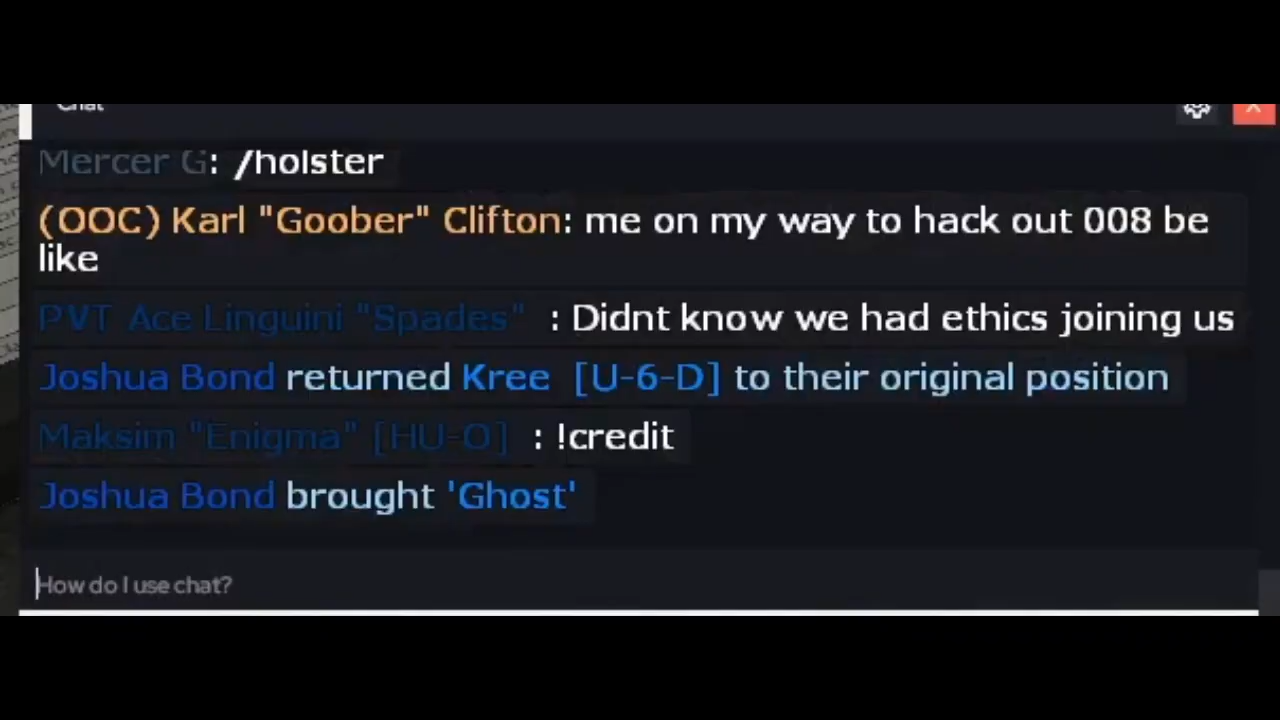 Chat
Mercer G: /holster
(OOC) Karl "Goober" Clifton: me on my way to hack out 008 be
like
PVT Ace Linguini "Spades" : Didnt know we had ethics joining us
Joshua Bond returned Kree [U-6-D] to their original position
Maksim "Enigma" [HU-O] : !credit
Joshua Bond brought 'Ghost'
How do I use chat?